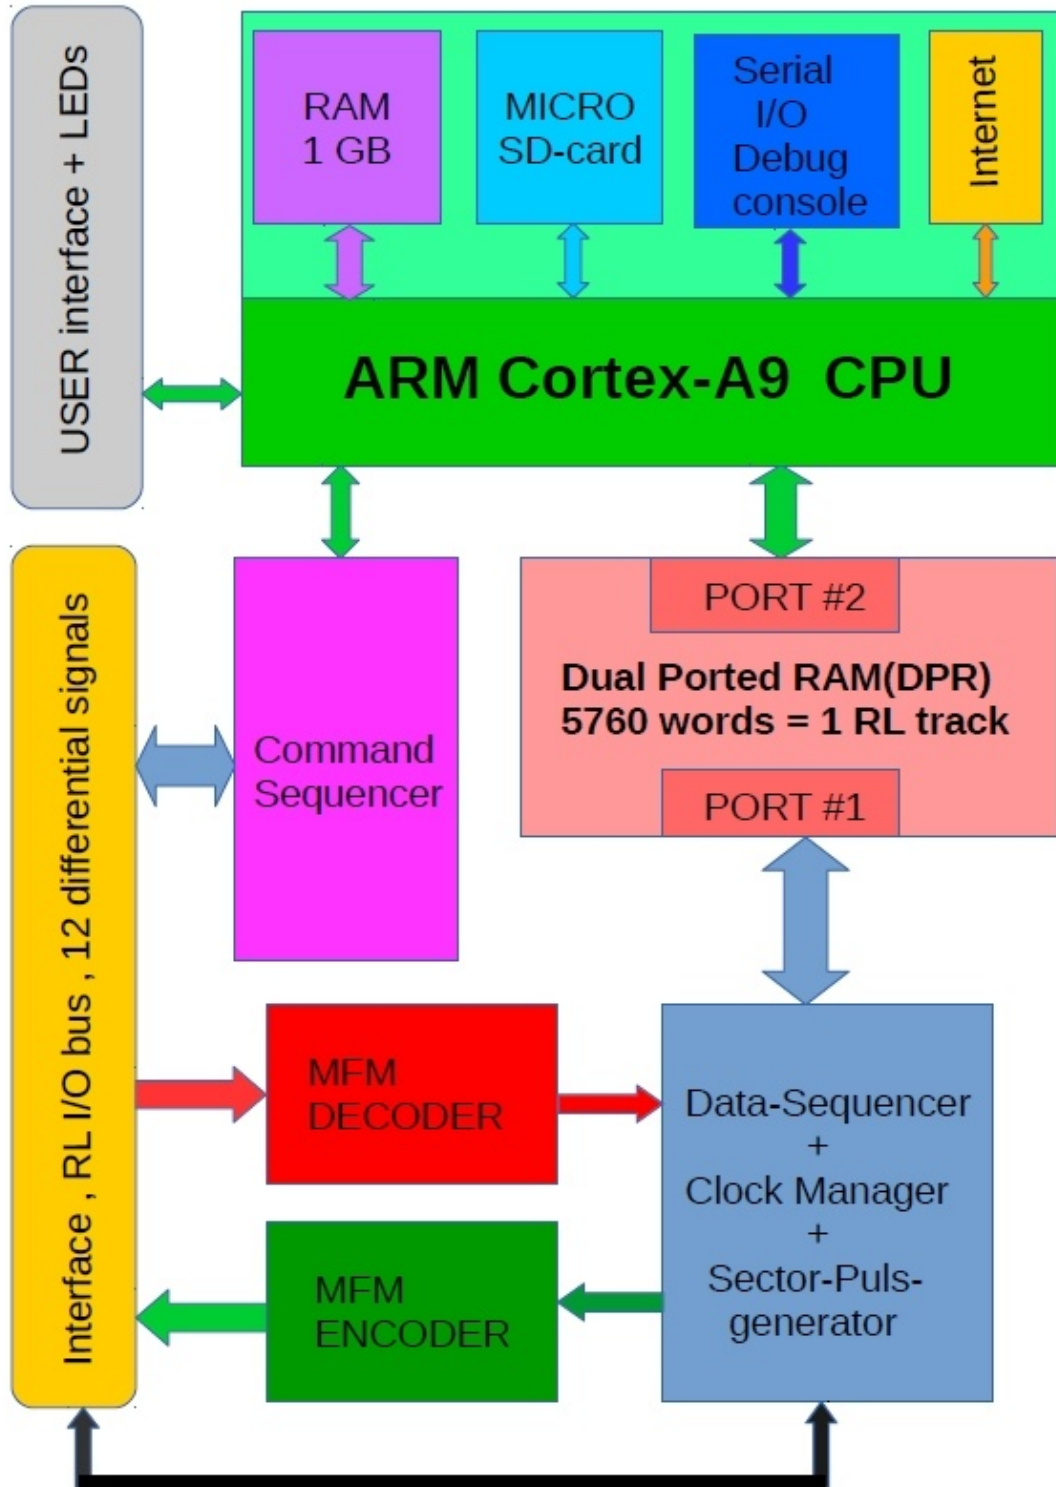 USER interface + LEDs
RAM
1 GB
MICRO
SD-card
Serial
I/O
Debug
console
Internet
ARM Cortex-A9  CPU
Interface , RL I/O bus , 12 differential signals
Command
Sequencer
PORT #2
Dual Ported RAM(DPR)
5760 words = 1 RL track
PORT #1
MFM
DECODER
Data-Sequencer
+
Clock Manager
+
Sector-Puls-
generator
MFM
ENCODER